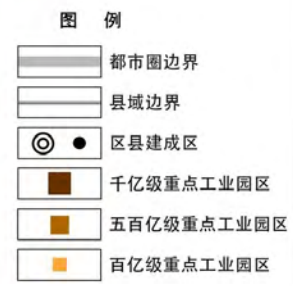 图 例
都市圈边界
县域边界
区县建成区
千亿级重点工业园区
五百亿级重点工业园区
百亿级重点工业园区